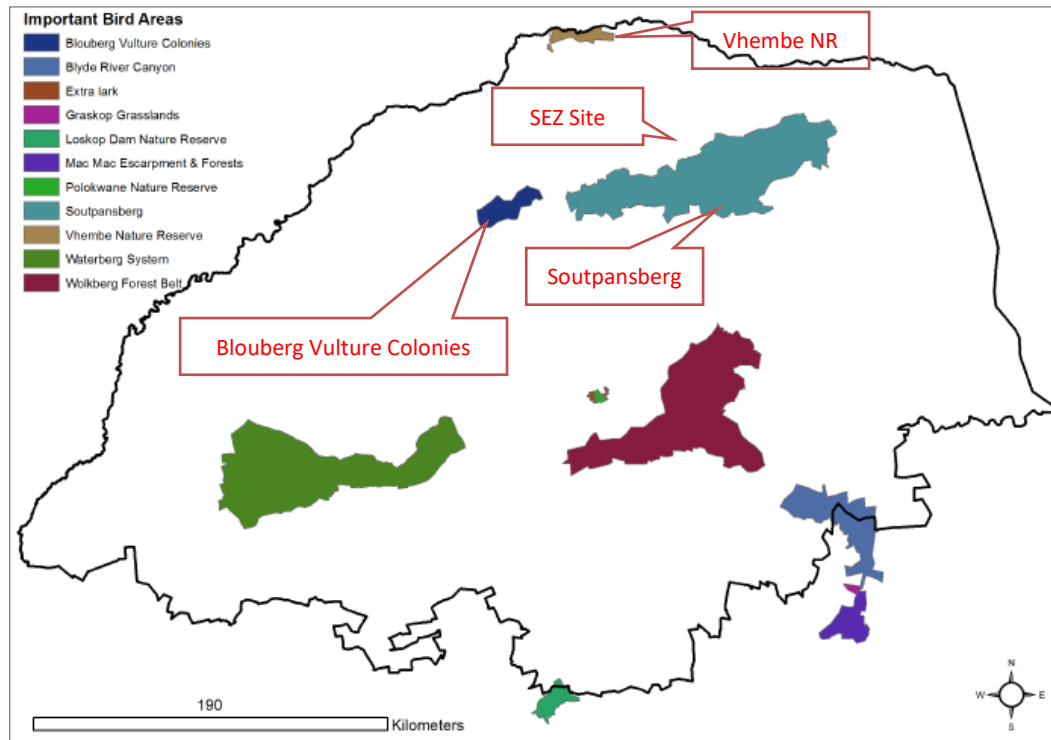 Important Bird Areas
Blouberg Vulture Colonies
Blyde River Canyon
Extra lark
Graskop Grasslands
Loskop Dam Nature Reserve
Mac Mac Escarpment & Forests
Polokwane Nature Reserve
Soutpansberg
Vhembe Nature Reserve
Waterberg System
Wolkberg Forest Belt
Vhembe NR
SEZ Site
Soutpansberg
Blouberg Vulture Colonies
190
Kilometers
N
W E
S